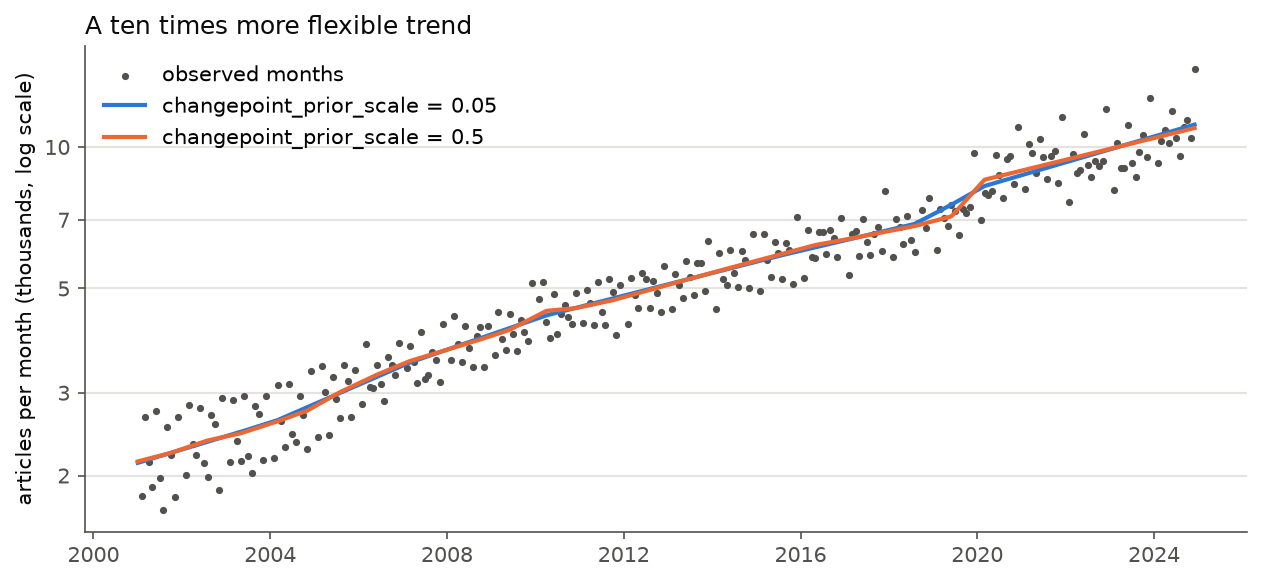 A ten times more flexible trend
observed months
changepoint_prior_scale = 0.05
changepoint_prior_scale = 0.5
articles per month (thousands, log scale)
10
7
5
3
2
2000 2004 2008 2012 2016 2020 2024